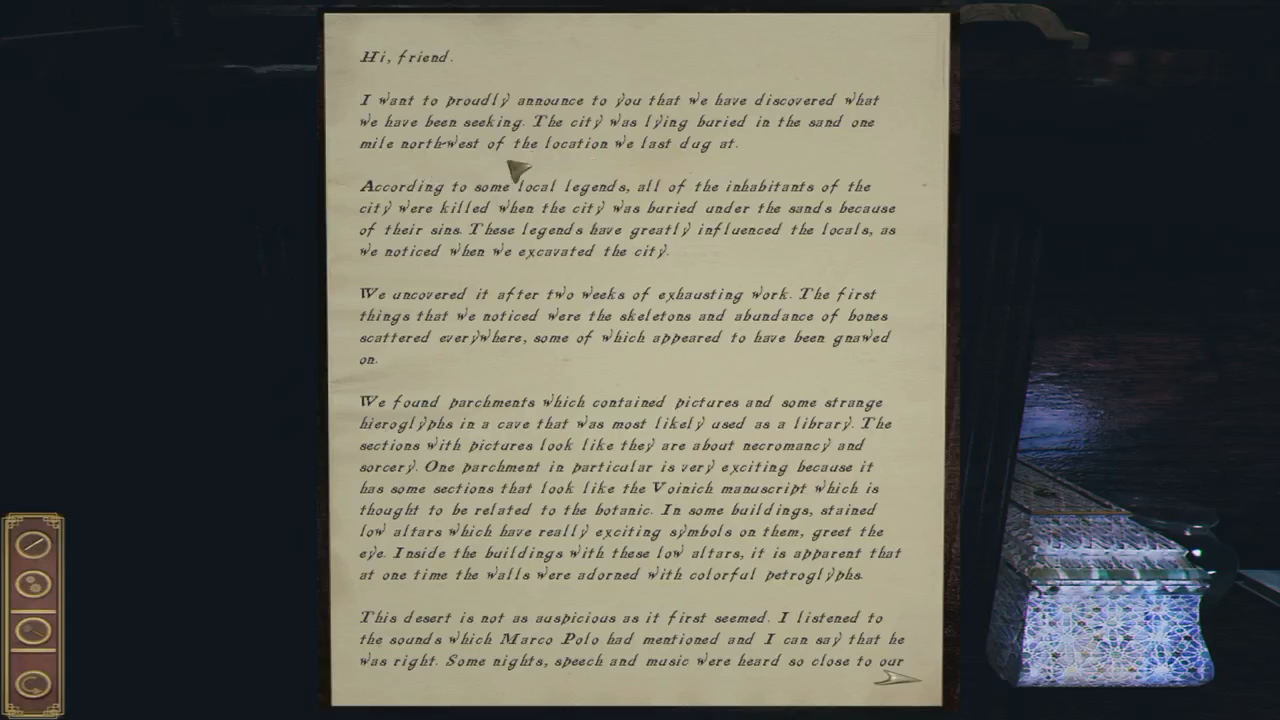 Hi, friend.
I want to proudly announce to you that we have discovered what
we have been seeking. The city was lying buried in the sand one
mile north-west of the location we last dug at.
According to some local legends, all of the inhabitants of the
city were killed when the city was buried under the sands because
of their sins. These legends have greatly influenced the locals, as
we noticed when we excavated the city.
We uncovered it after two weeks of exhausting work. The first
things that we noticed were the skeletons and abundance of bones
scattered everywhere, some of which appeared to have been gnawed
on.
We found parchments which contained pictures and some strange
hieroglyphs in a cave that was most likely used as a library. The
sections with pictures look like they are about necromancy and
sorcery. One parchment in particular is very exciting because it
has some sections that look like the Voinich manuscript which is
thought to be related to the botanic. In some buildings, stained
low altars which have really exciting symbols on them, greet the
eye. Inside the buildings with these low altars, it is apparent that
at one time the walls were adorned with colorful petroglyphs.
This desert is not as auspicious as it first seemed. I listened to
the sounds which Marco Polo had mentioned and I can say that he
was right. Some nights, speech and music were heard so close to our